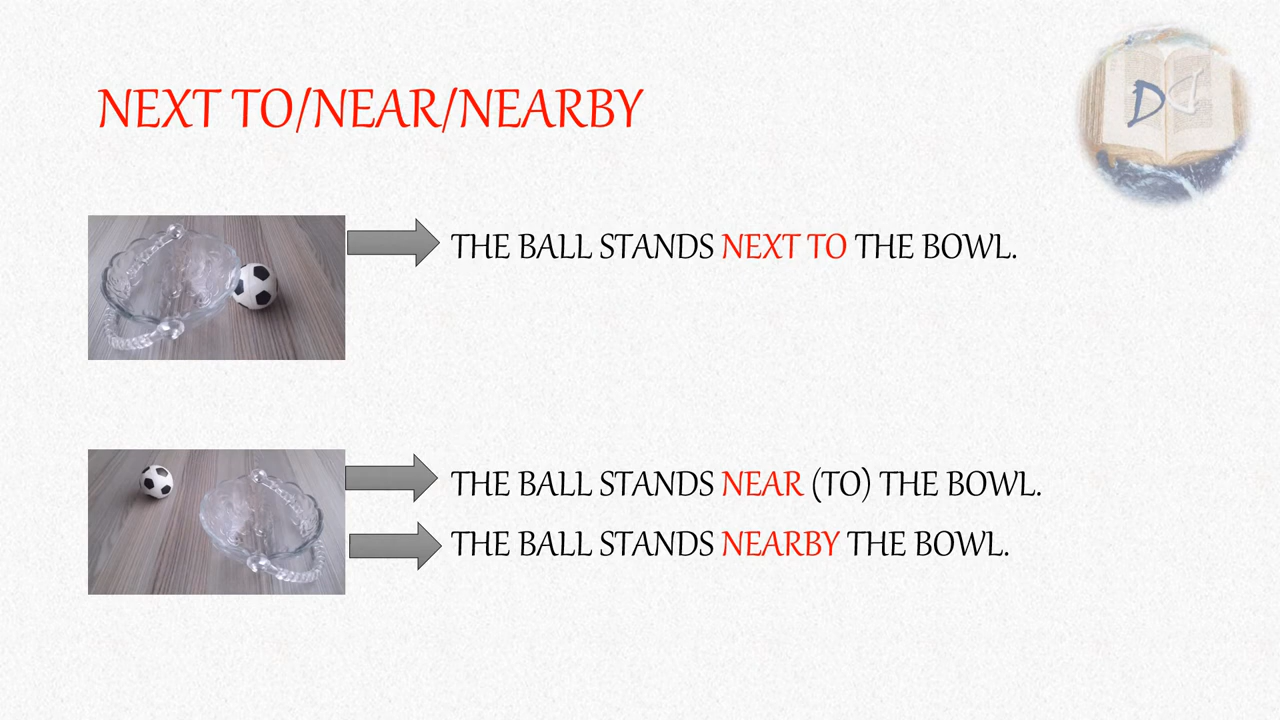 NEXT TO/NEAR/NEARBY
THE BALL STANDS NEXT TO THE BOWL.
THE BALL STANDS NEAR (TO) THE BOWL.
THE BALL STANDS NEARBY THE BOWL.